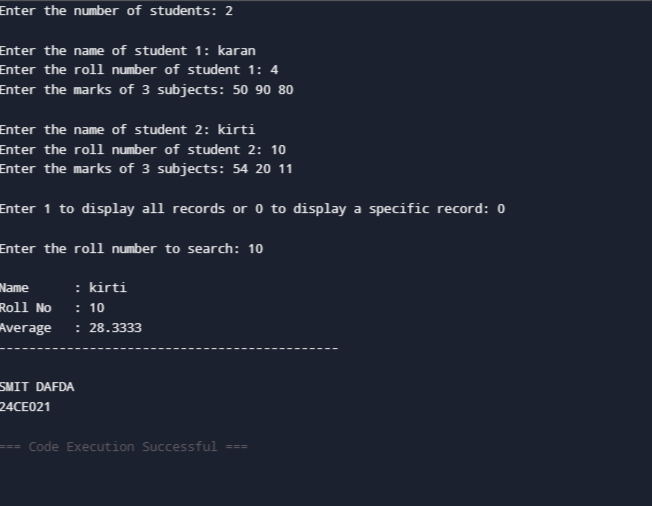 Enter the number of students: 2
Enter the name of student 1: karan
Enter the roll number of student 1: 4
Enter the marks of 3 subjects: 50 90 80
Enter the name of student 2: kirti
Enter the roll number of student 2: 10
Enter the marks of 3 subjects: 54 20 11
Enter 1 to display all records or 0 to display a specific record: 0
Enter the roll number to search: 10
Name      : kirti
Roll No   : 10
Average   : 28.3333
---------------------------------------------
SMIT DAFDA
24CE021
=== Code Execution Successful ===